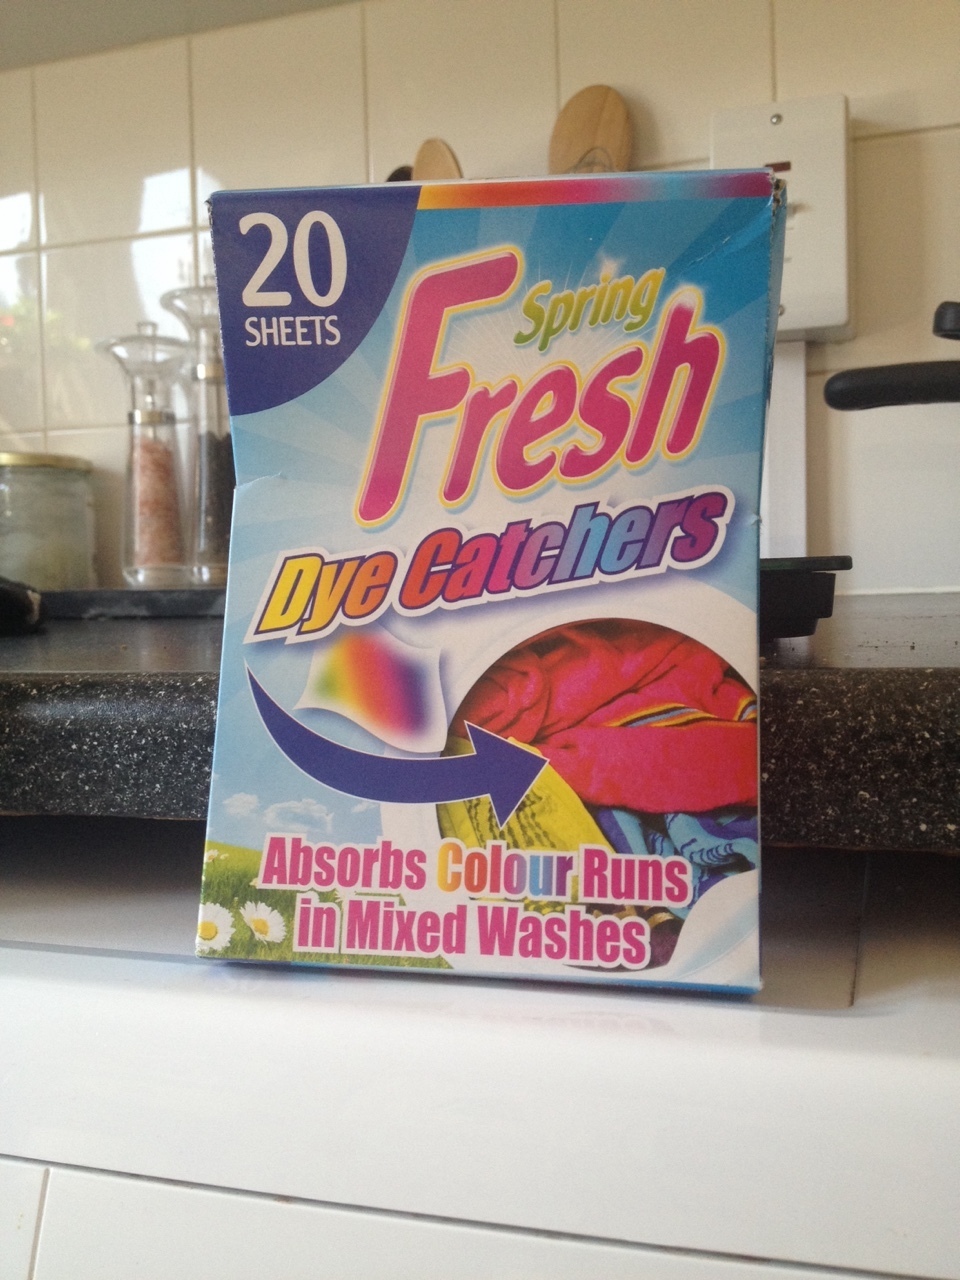 20
SHEETS
Spring
Fresh
Dye Catchers
Absorbs Colour Runs
in Mixed Washes